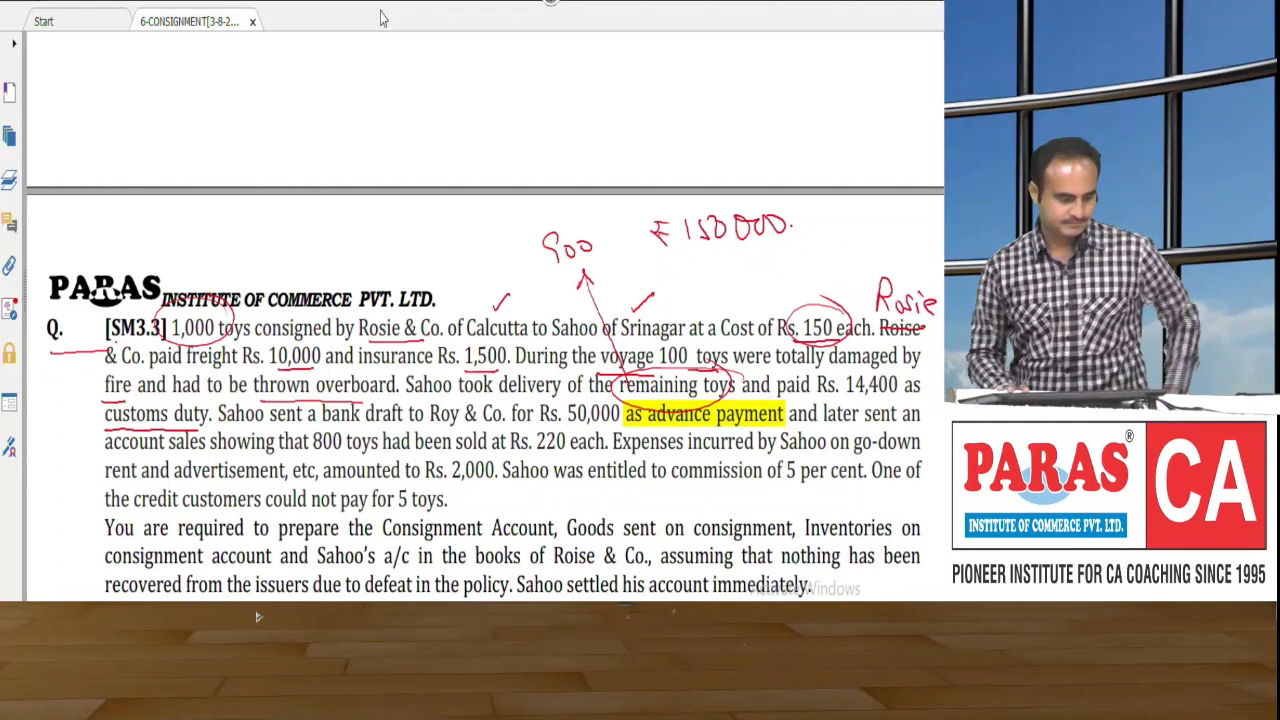 Start
6-CONSIGNMENT[3-8-2... x
900
₹ 150000.
PARAS INSTITUTE OF COMMERCE PVT. LTD.
Rosie
Q. [SM3.3] 1,000 toys consigned by Rosie & Co. of Calcutta to Sahoo of Srinagar at a Cost of Rs. 150 each. Roise
& Co. paid freight Rs. 10,000 and insurance Rs. 1,500. During the voyage 100 toys were totally damaged by
fire and had to be thrown overboard. Sahoo took delivery of the remaining toys and paid Rs. 14,400 as
customs duty. Sahoo sent a bank draft to Roy & Co. for Rs. 50,000 as advance payment and later sent an
account sales showing that 800 toys had been sold at Rs. 220 each. Expenses incurred by Sahoo on go-down
rent and advertisement, etc, amounted to Rs. 2,000. Sahoo was entitled to commission of 5 per cent. One of
the credit customers could not pay for 5 toys.
You are required to prepare the Consignment Account, Goods sent on consignment, Inventories on
consignment account and Sahoo's a/c in the books of Roise & Co., assuming that nothing has been
recovered from the issuers due to defeat in the policy. Sahoo settled his account immediately.
Activate Windows
PARAS ®
INSTITUTE OF COMMERCE PVT. LTD.
CA
PIONEER INSTITUTE FOR CA COACHING SINCE 1995